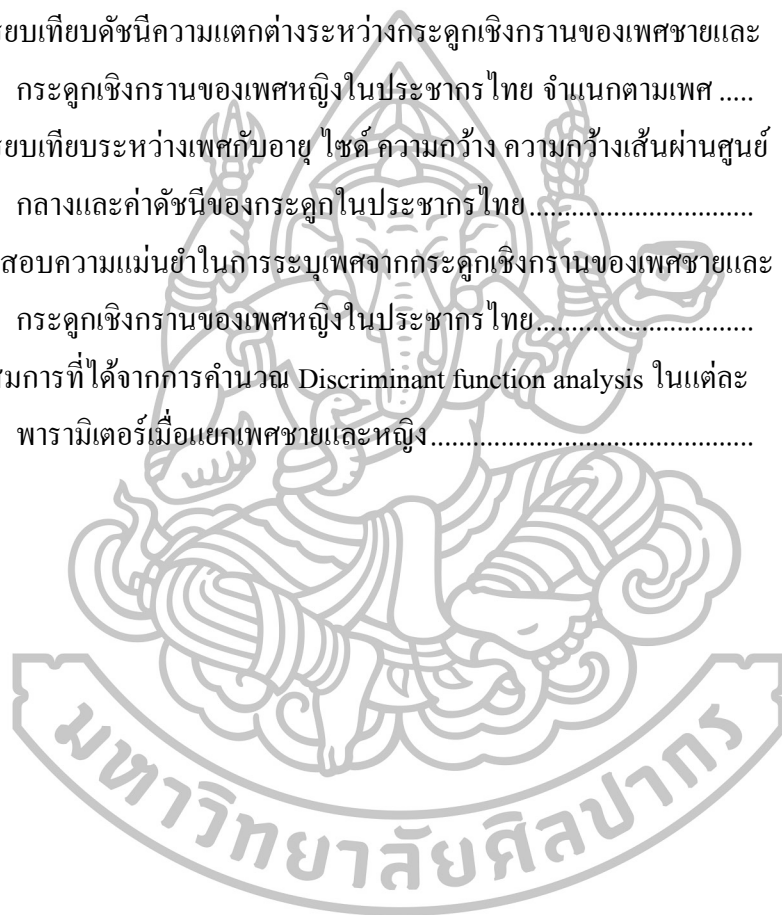 รียบเทียบดัชนีความแตกต่างระหว่างกระดูกเชิงกรานของเพศชายและ
กระดูกเชิงกรานของเพศหญิงในประชากรไทย จำแนกตามเพศ .....
รียบเทียบระหว่างเพศกับอายุ ไซด์ ความกว้าง ความกว้างเส้นผ่านศูนย์
กลางและค่าดัชนีของกระดูกในประชากรไทย..............................
สอบความแม่นยำในการระบุเพศจากกระดูกเชิงกรานของเพศชายและ
กระดูกเชิงกรานของเพศหญิงในประชากรไทย.............................
มการที่ได้จากการคำนวณ Discriminant function analysis ในแต่ละ
พารามิเตอร์เมื่อแยกเพศชายและหญิง...........................................
มหาวิทยาลัยศิลปากร